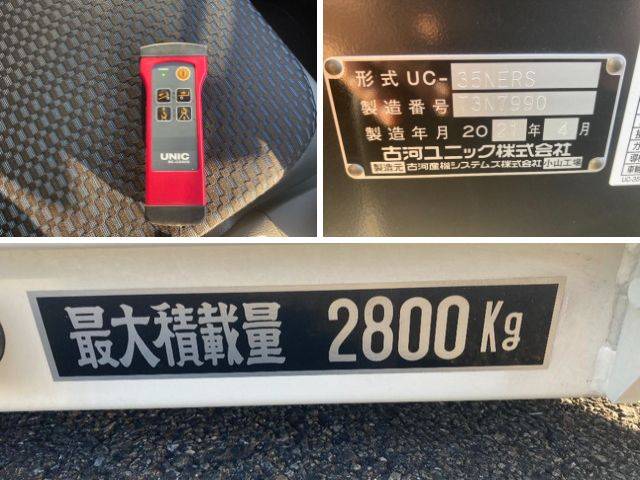 UNIC
形式 UC-35NERS
製造番号 T3N7990
製造年月 2021年 4月
古河ユニック株式会社
製造元 古河産機システムズ株式会社 小山工場
最大積載量 2800Kg